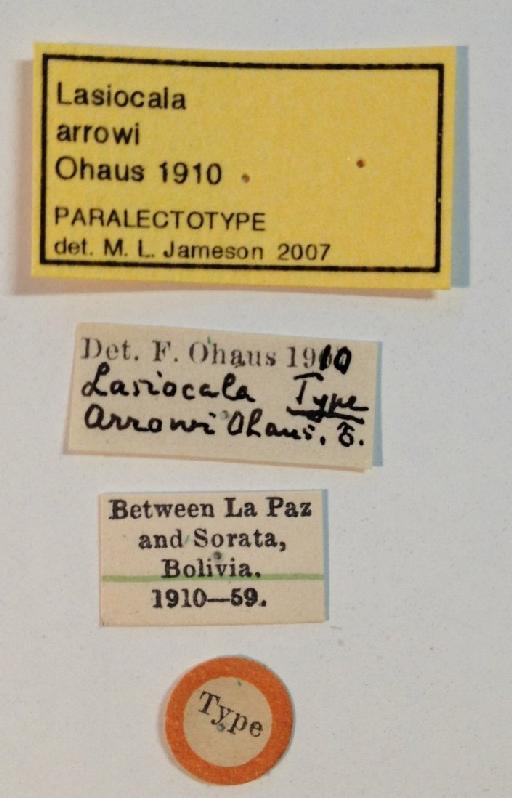 Lasiocala
arrowi
Ohaus 1910
PARALECTOTYPE
det. M. L. Jameson 2007
Det. F. Ohaus 1910
Lasiocala Type
Arrowi Ohaus.
Between La Paz
and Sorata,
Bolivia.
1910—59.
Type